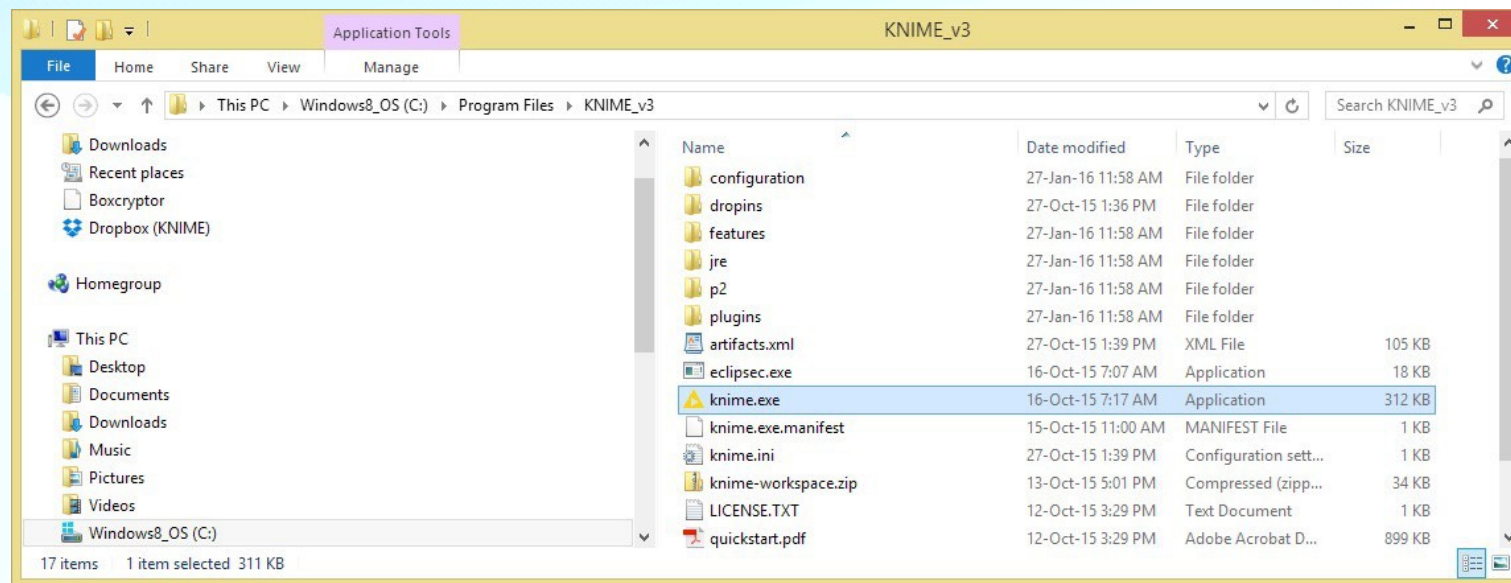 Application Tools
KNIME_v3
File Home Share View Manage
This PC Windows8_OS (C:) Program Files KNIME_v3
Search KNIME_v3
Downloads
Recent places
Boxcryptor
Dropbox (KNIME)
Homegroup
This PC
Desktop
Documents
Downloads
Music
Pictures
Videos
Windows8_OS (C:)
Name Date modified Type Size
configuration 27-Jan-16 11:58 AM File folder
dropins 27-Oct-15 1:36 PM File folder
features 27-Jan-16 11:58 AM File folder
jre 27-Jan-16 11:58 AM File folder
p2 27-Jan-16 11:58 AM File folder
plugins 27-Jan-16 11:58 AM File folder
artifacts.xml 27-Oct-15 1:39 PM XML File 105 KB
eclipsec.exe 16-Oct-15 7:07 AM Application 18 KB
knime.exe 16-Oct-15 7:17 AM Application 312 KB
knime.exe.manifest 15-Oct-15 11:00 AM MANIFEST File 1 KB
knime.ini 27-Oct-15 1:39 PM Configuration sett... 1 KB
knime-workspace.zip 13-Oct-15 5:01 PM Compressed (zipp... 34 KB
LICENSE.TXT 12-Oct-15 3:29 PM Text Document 1 KB
quickstart.pdf 12-Oct-15 3:29 PM Adobe Acrobat D... 899 KB
17 items 1 item selected 311 KB